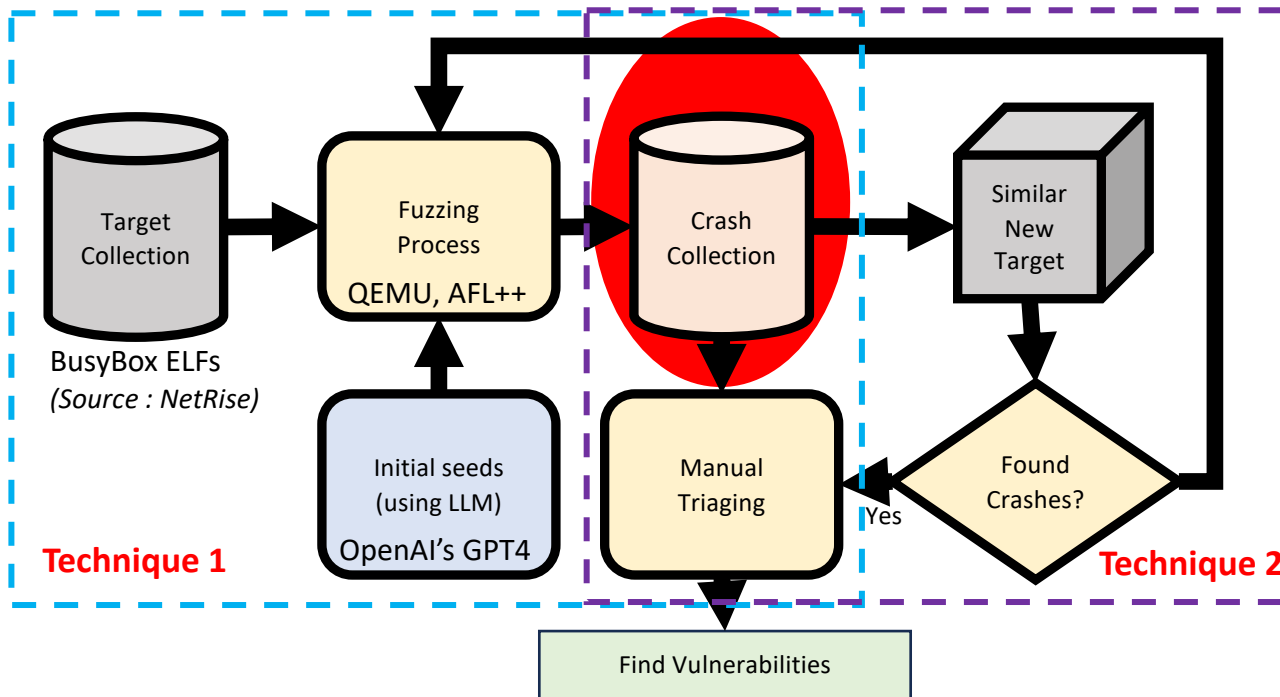 Target
Collection
BusyBox ELFs
(Source : NetRise)
Fuzzing
Process
QEMU, AFL++
Initial seeds
(using LLM)
OpenAI’s GPT4
Technique 1
Crash
Collection
Manual
Triaging
Similar
New
Target
Found
Crashes?
Yes
Technique 2
Find Vulnerabilities